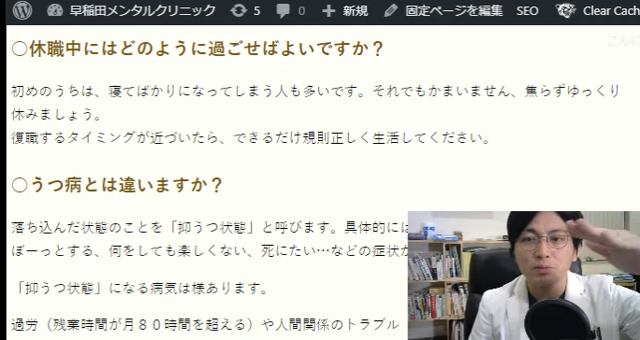 早稲田メンタルクリニック 5 0 新規 固定ページを編集 SEO Clear Cach
○休職中にはどのように過ごせばよいですか？
初めのうちは、寝てばかりになってしまう人も多いです。それでもかまいません、焦らずゆっくり
休みましょう。
復職するタイミングが近づいたら、できるだけ規則正しく生活してください。
○うつ病とは違いますか？
落ち込んだ状態のことを「抑うつ状態」と呼びます。具体的には
ぼーっとする、何をしても楽しくない、死にたい…などの症状が
「抑うつ状態」になる病気は様あります。
過労（残業時間が月８０時間を超える）や人間関係のトラブル